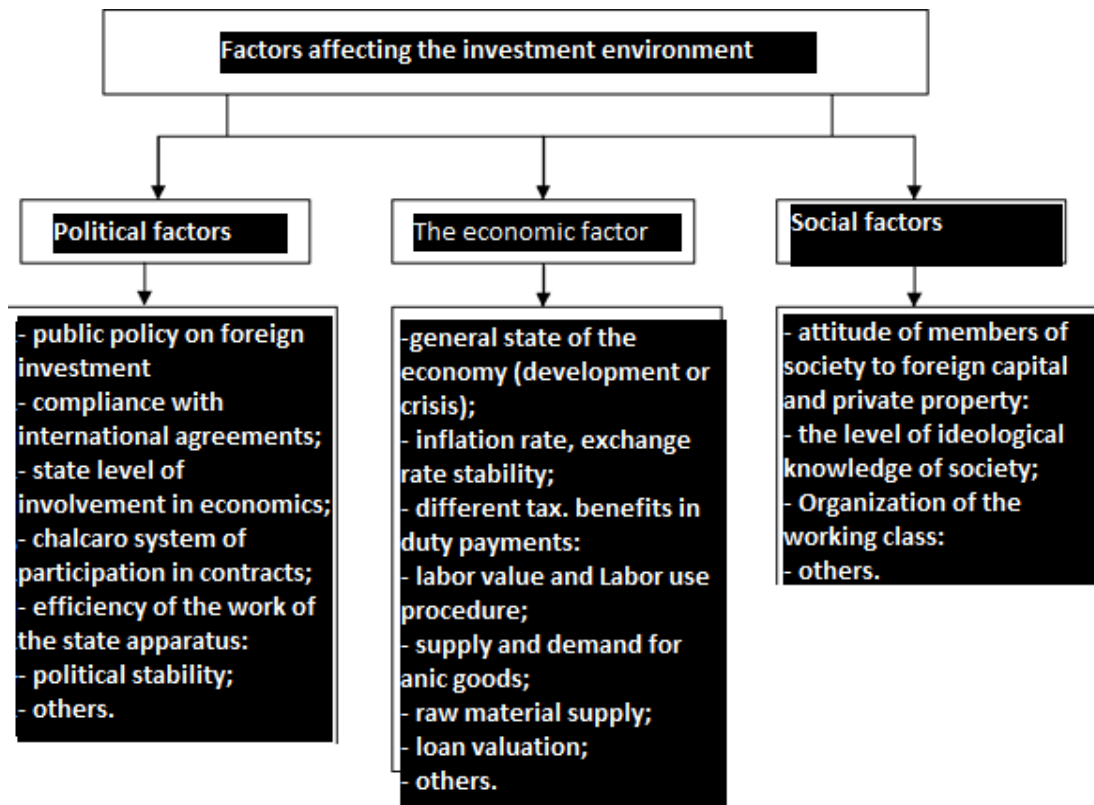 Factors affecting the investment environment
Political factors
- public policy on foreign
investment
- compliance with
international agreements;
- state level of
involvement in economics;
- chalcaro system of
participation in contracts;
- efficiency of the work of
the state apparatus:
- political stability;
- others.
The economic factor
-general state of the
economy (development or
crisis);
- inflation rate, exchange
rate stability;
- different tax. benefits in
duty payments:
- labor value and Labor use
procedure;
- supply and demand for
anic goods;
- raw material supply;
- loan valuation;
- others.
Social factors
- attitude of members of
society to foreign capital
and private property:
- the level of ideological
knowledge of society;
- Organization of the
working class:
- others.